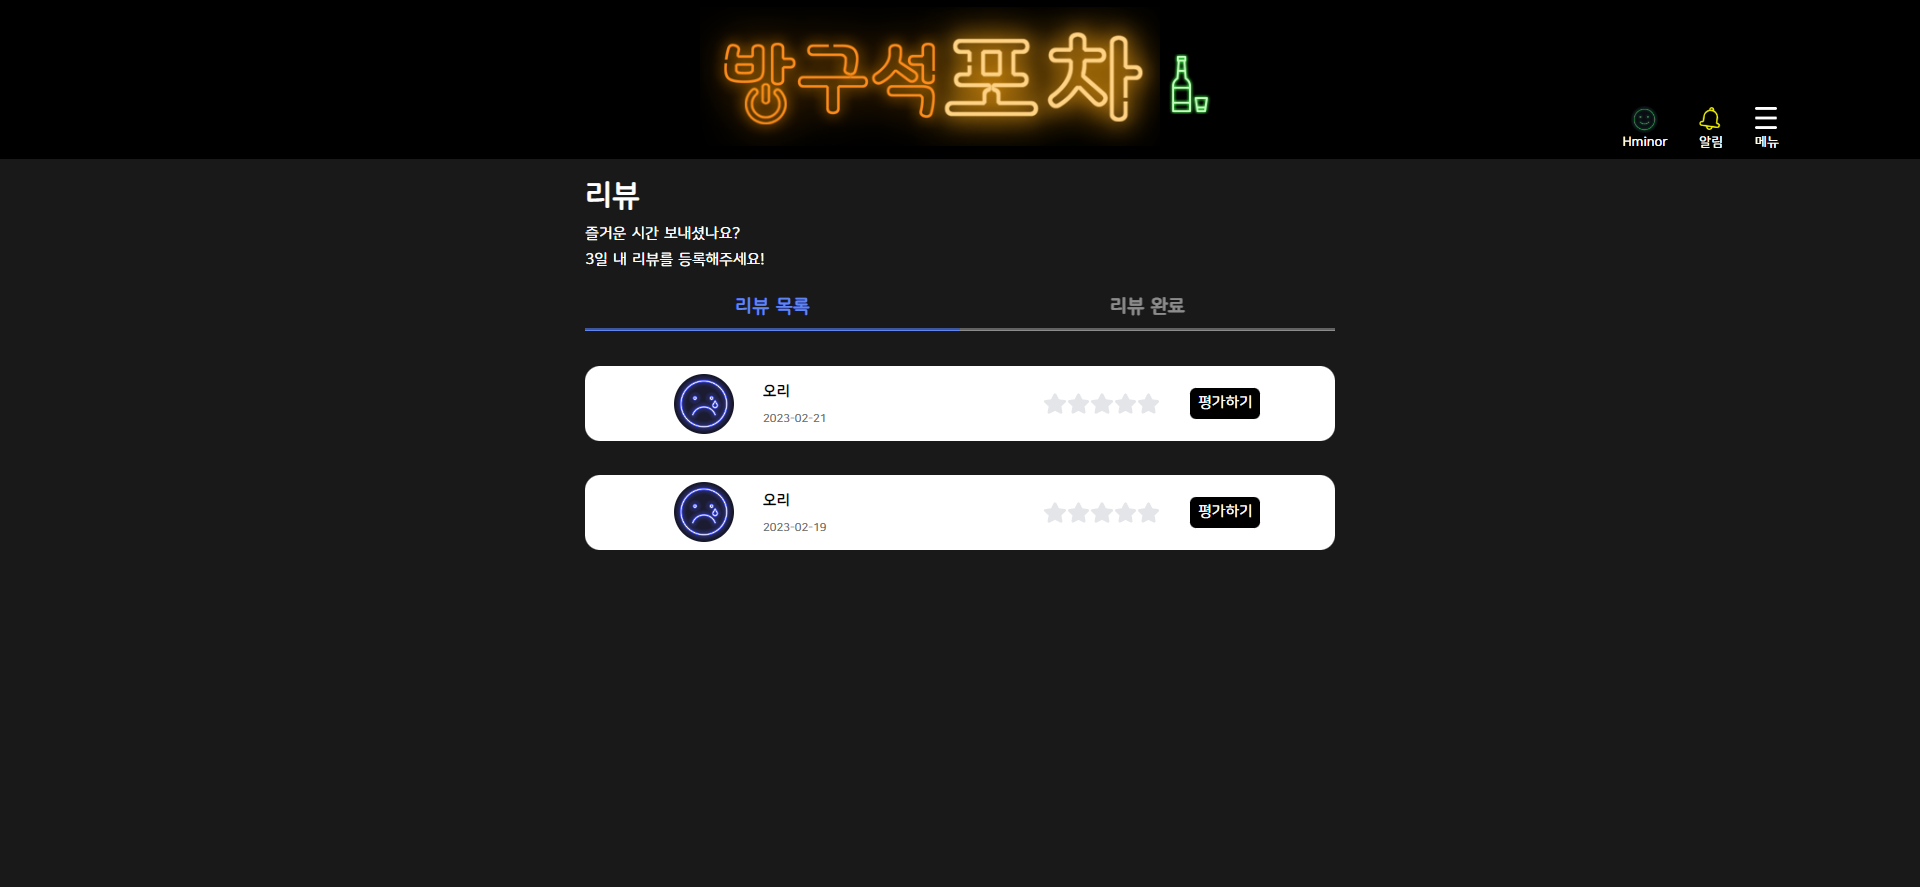 방구석포차
Hminor
알림
메뉴
리뷰
즐거운 시간 보내셨나요?
3일 내 리뷰를 등록해주세요!
리뷰 목록
리뷰 완료
오리
2023-02-21
평가하기
오리
2023-02-19
평가하기